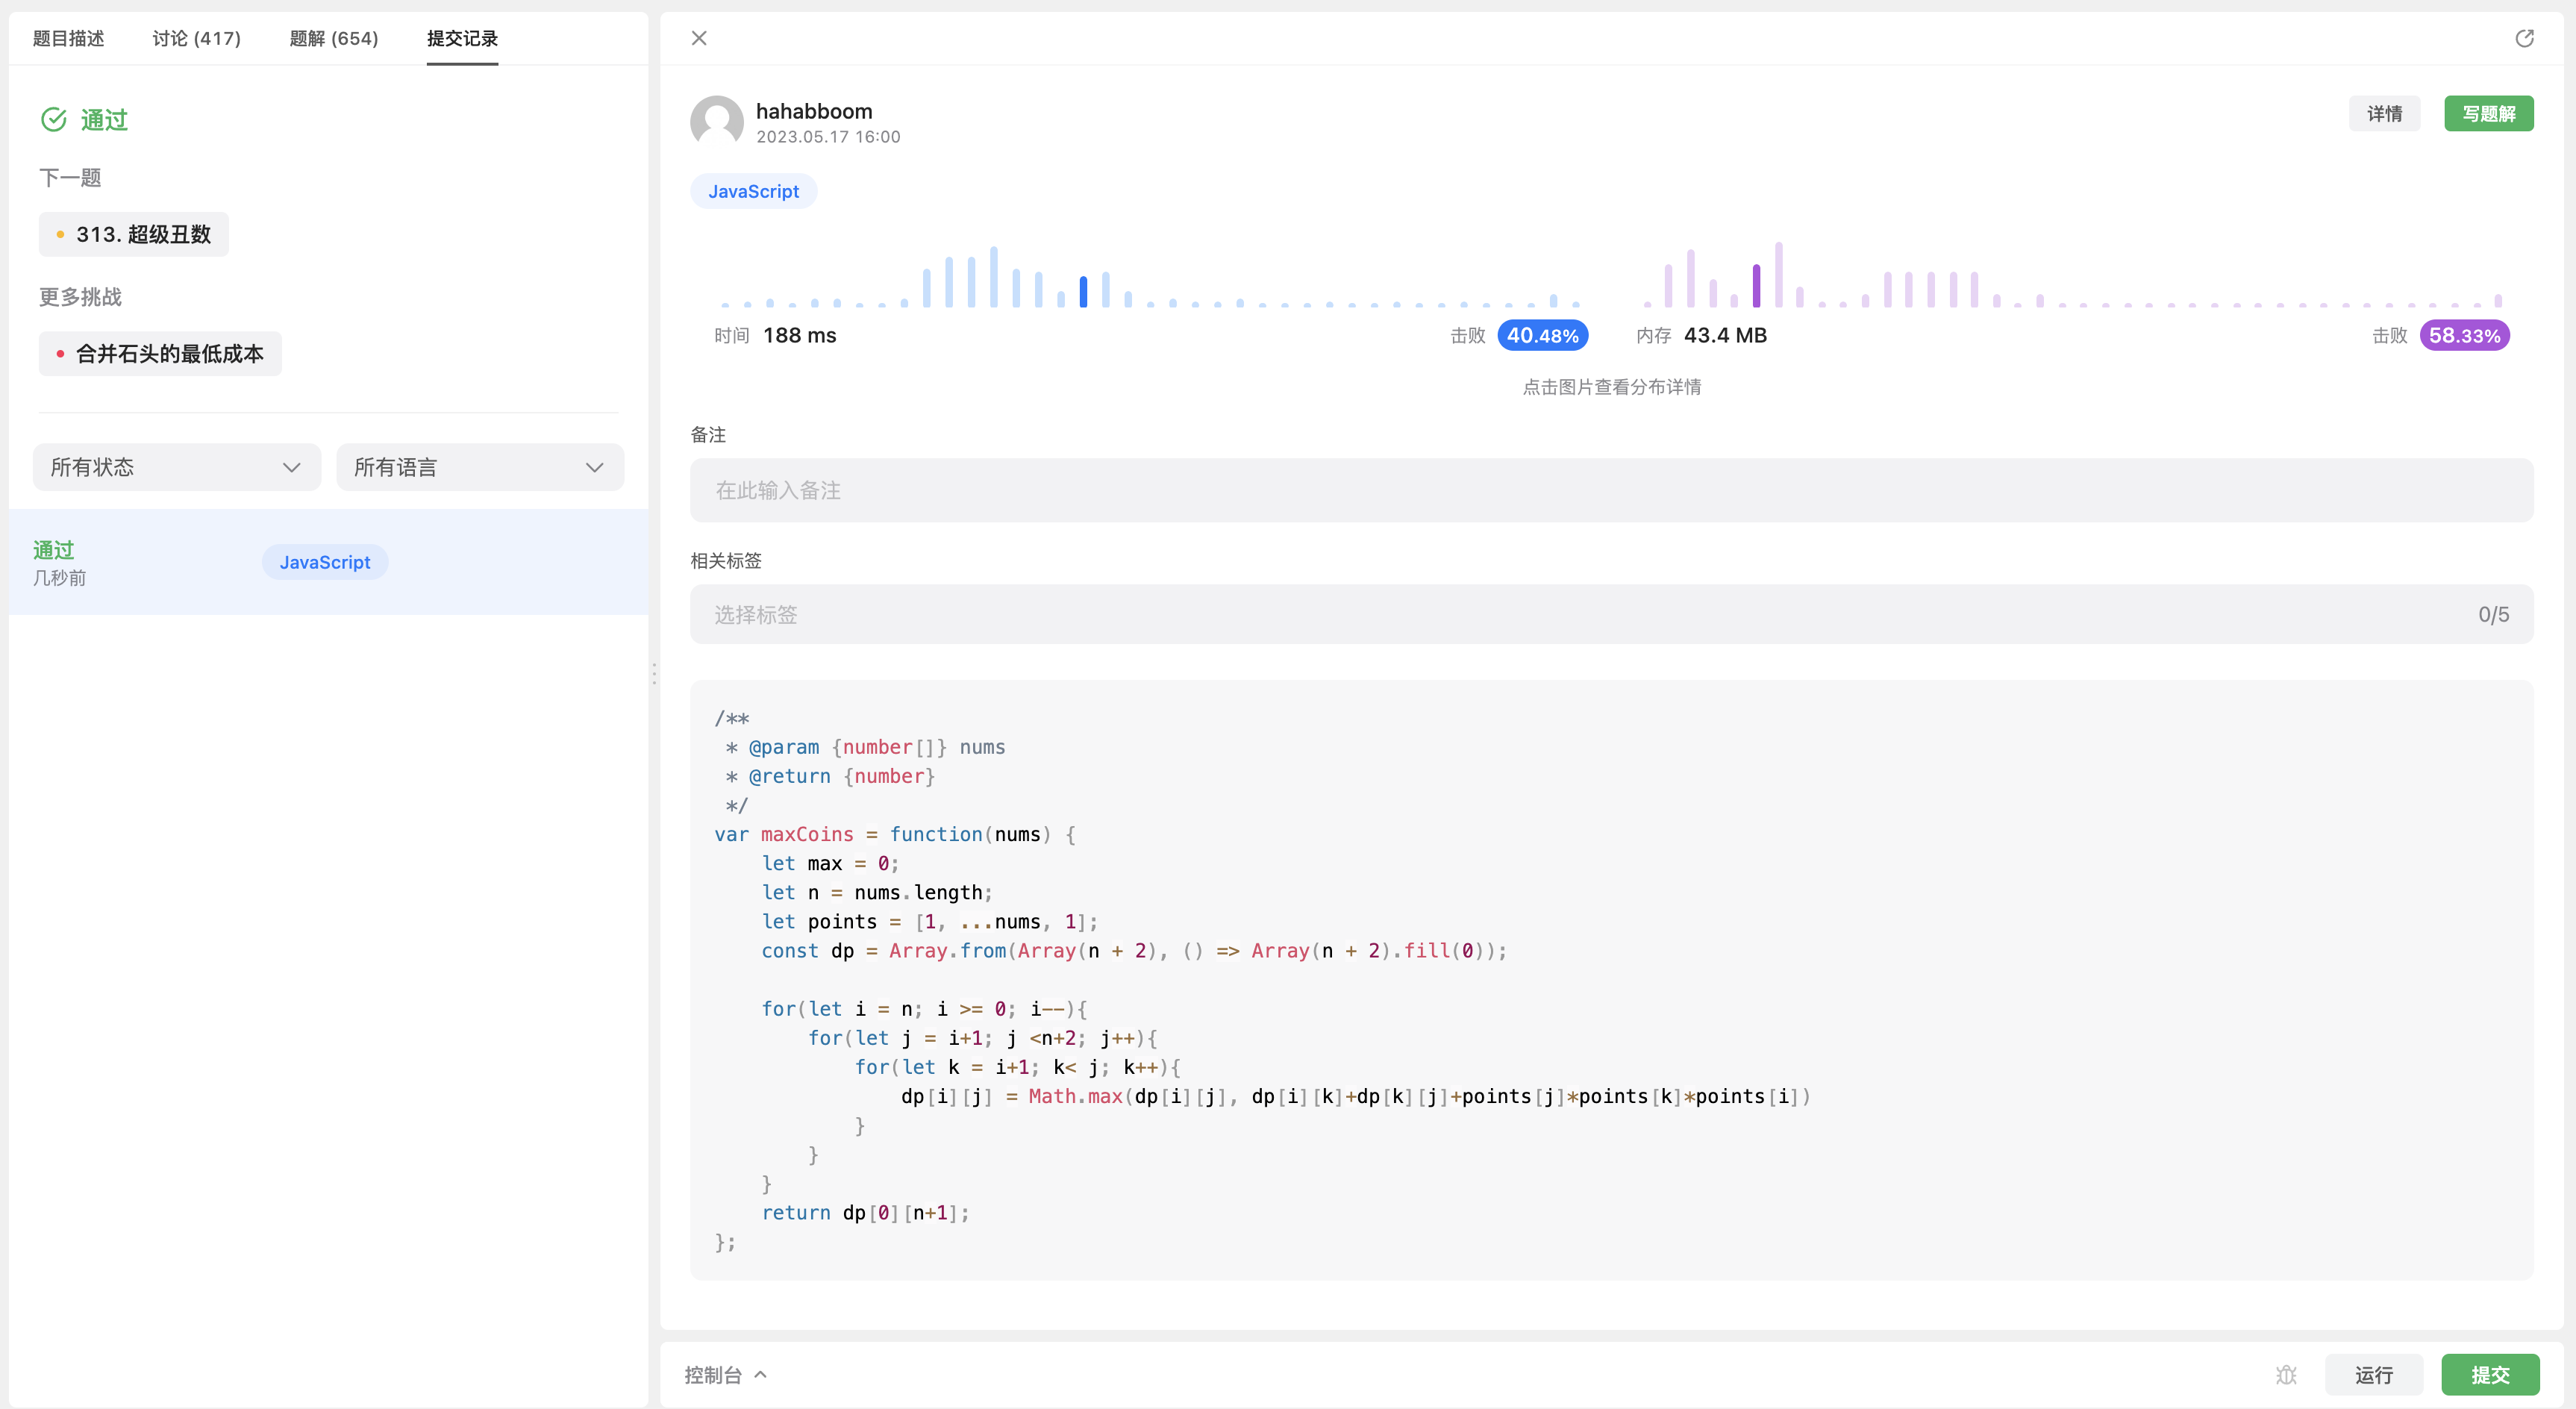 题目描述 讨论 (417) 题解 (654) 提交记录
通过
下一题
313. 超级丑数
更多挑战
合并石头的最低成本
所有状态 所有语言
通过
几秒前
JavaScript
hahabboom
2023.05.17 16:00
详情 写题解
JavaScript
时间 188 ms 击败 40.48% 内存 43.4 MB 击败 58.33%
点击图片查看分布详情
备注
在此输入备注
相关标签
选择标签 0/5
/**
 * @param {number[]} nums
 * @return {number}
 */
var maxCoins = function(nums) {
    let max = 0;
    let n = nums.length;
    let points = [1, ...nums, 1];
    const dp = Array.from(Array(n + 2), () => Array(n + 2).fill(0));
    for(let i = n; i >= 0; i--){
        for(let j = i+1; j <n+2; j++){
            for(let k = i+1; k< j; k++){
                dp[i][j] = Math.max(dp[i][j], dp[i][k]+dp[k][j]+points[j]*points[k]*points[i])
            }
        }
    }
    return dp[0][n+1];
};
控制台 运行 提交